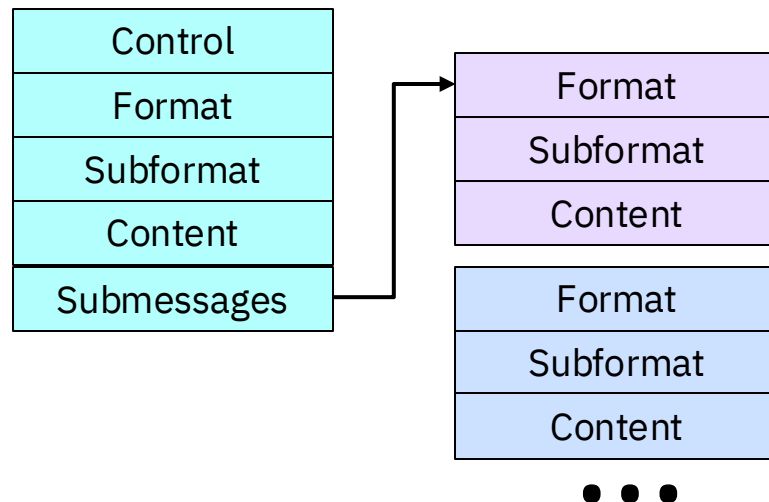 Control
Format
Subformat
Content
Submessages
Format
Subformat
Content
Format
Subformat
Content
• • •